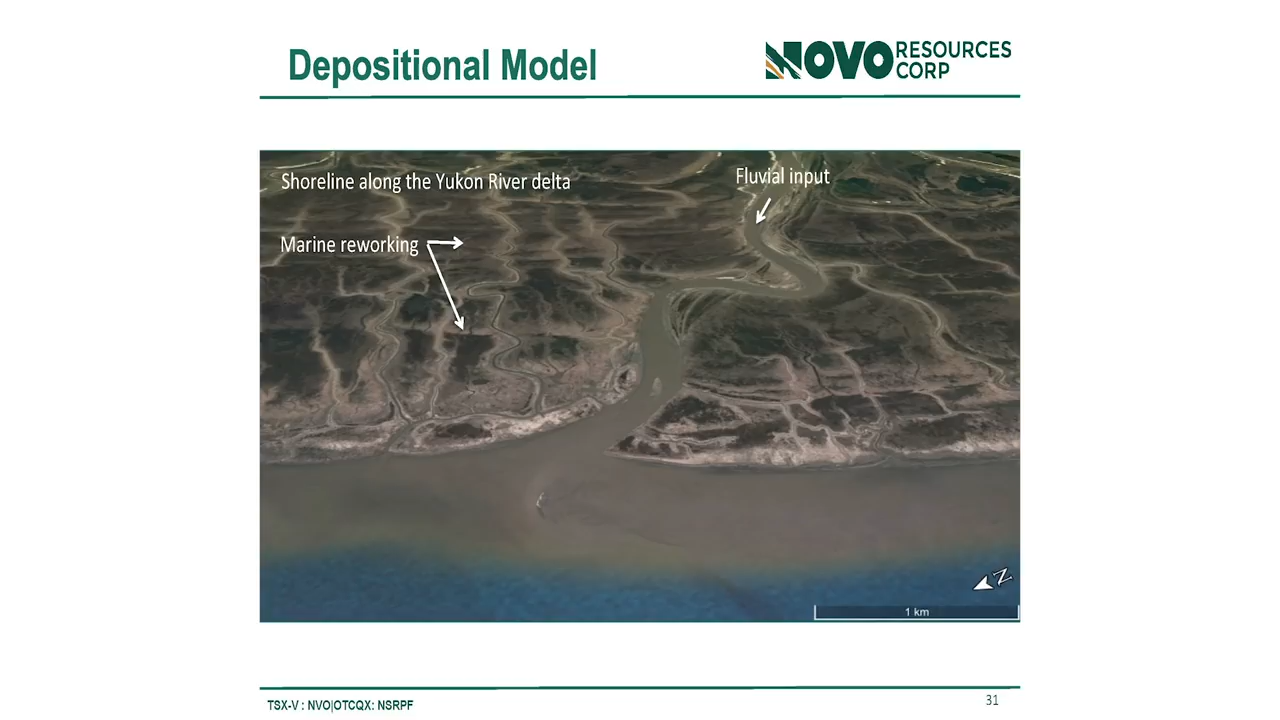 Depositional Model
NOVO RESOURCES CORP
Shoreline along the Yukon River delta
Fluvial input
Marine reworking
N
1 km
TSX-V : NVO|OTCQX: NSRPF
31